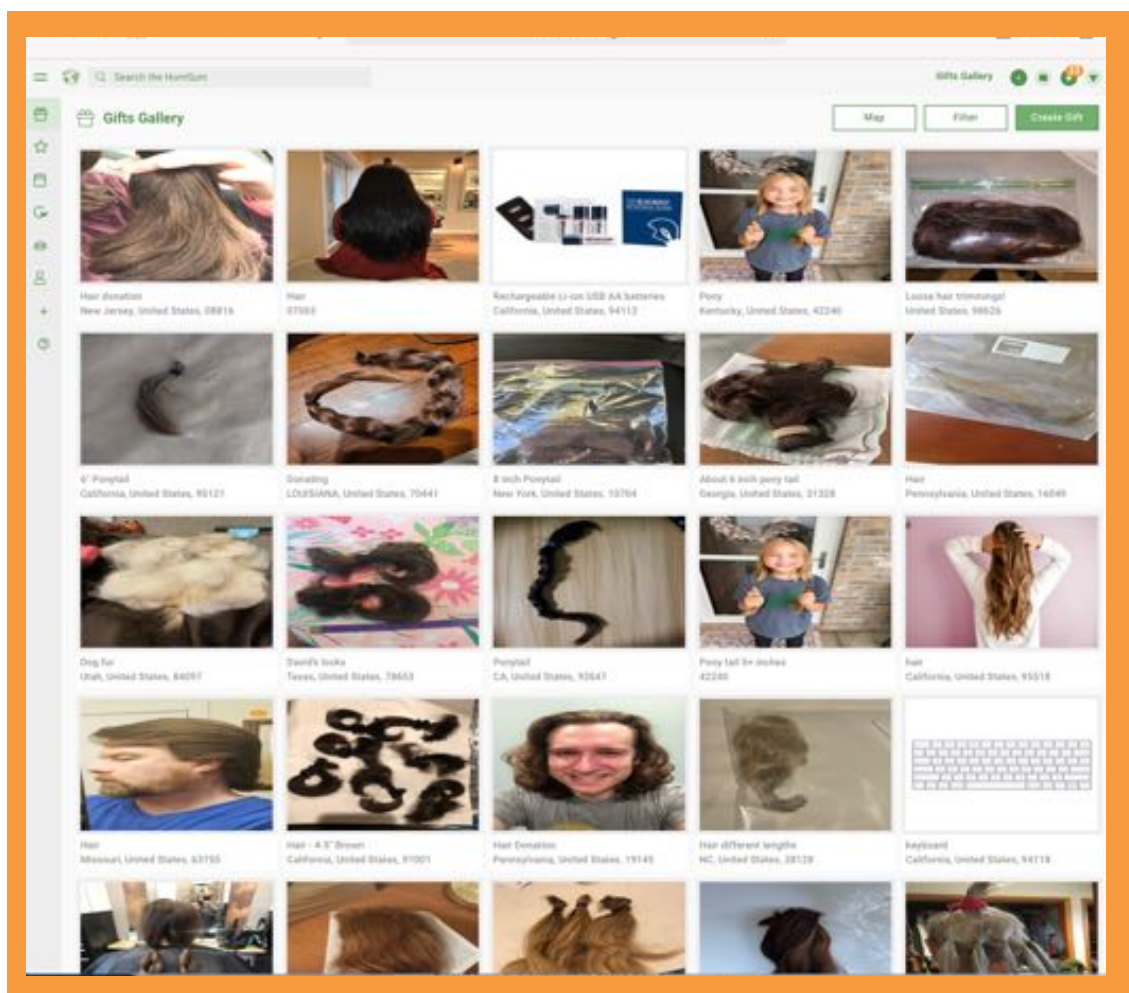 Search the HumSum
Gifts Gallery
Gifts Gallery
Map
Filter
Create Gift
Hair donation
New Jersey, United States, 08816
Hair
Rechargeable Li-ion USB AA batteries
California, United States, 94112
Pony
Kentucky, United States, 42240
Loose hair trimmings!
United States, 98626
6" Ponytail
California, United States, 95121
Donating
LOUISIANA, United States, 70441
8 inch Ponytail
New York, United States, 10704
About 6 inch pony tail
Georgia, United States, 31328
Hair
Pennsylvania, United States, 16049
Dog fur
Utah, United States, 84097
David's locks
Texas, United States, 78653
Ponytail
CA, United States, 92647
Pony tail 5+ inches
42240
hair
California, United States, 95518
Hair
Missouri, United States, 63755
Hair - 4.5" Brown
California, United States, 91001
Hair Donation
Pennsylvania, United States, 19145
Hair different lengths
NC, United States, 28128
keyboard
California, United States, 94118